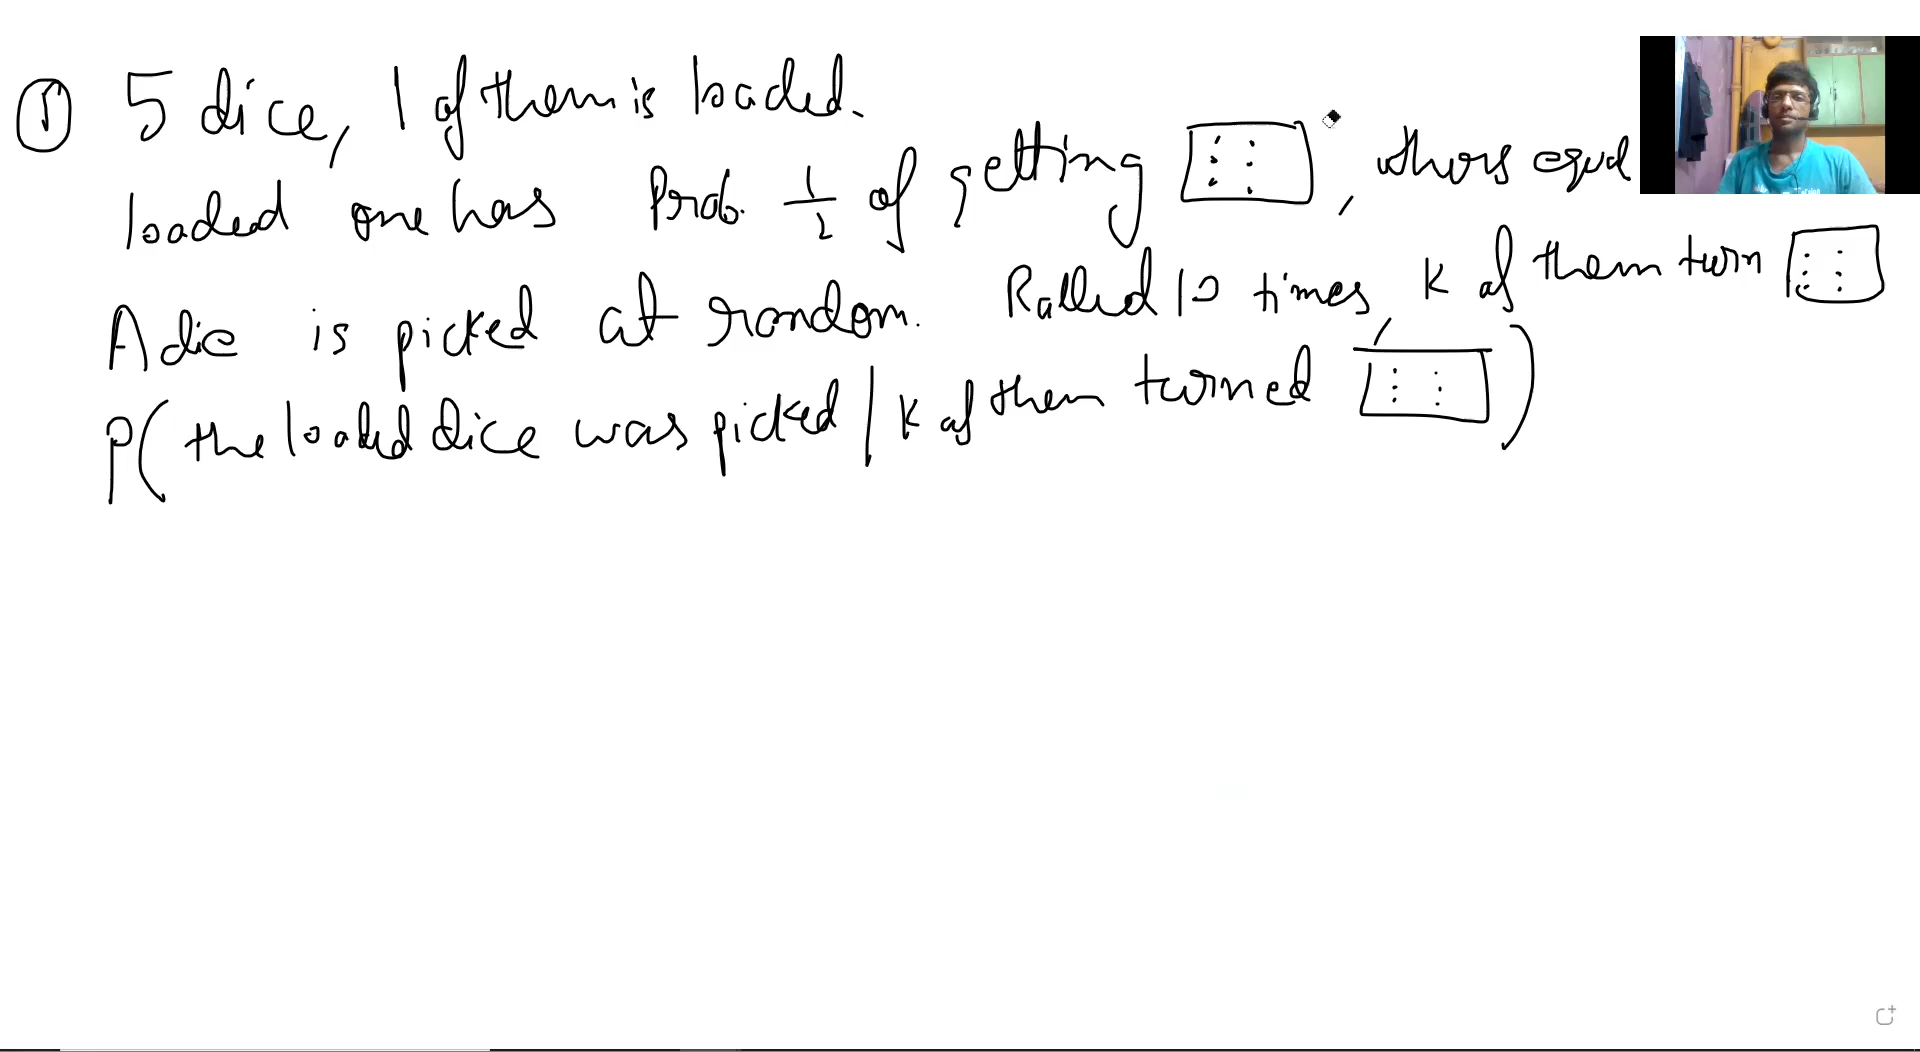 ① 5 dice, 1 of them is loaded.
loaded one has Prob. 1/2 of getting ⚅, others equal
A die is picked at random. Rolled 10 times, K of them turn ⚅
P( the loaded dice was picked / K of them turned ⚅ )